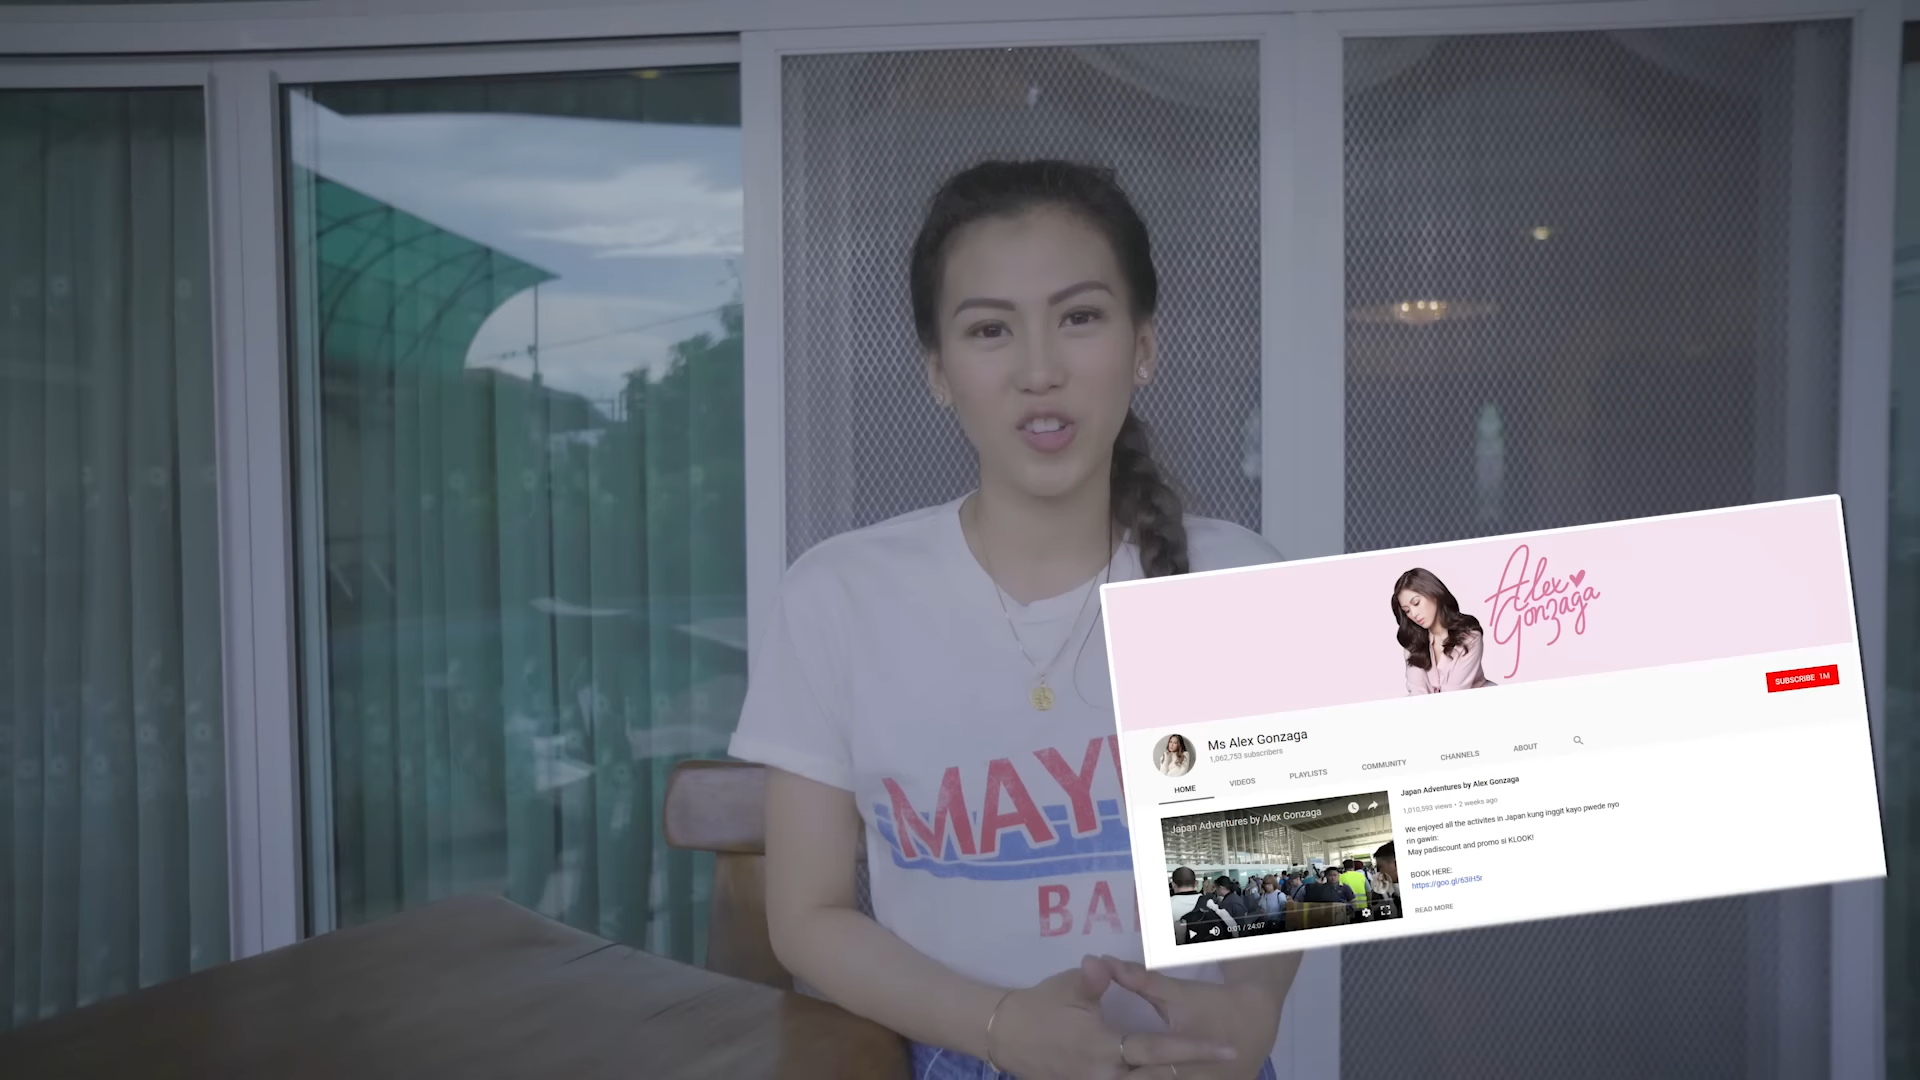 MAY
BA
Alex
Gonzaga
SUBSCRIBE 1M
Ms Alex Gonzaga
1,062,753 subscribers
HOME VIDEOS PLAYLISTS COMMUNITY CHANNELS ABOUT
Japan Adventures by Alex Gonzaga
0:01 / 24:07
Japan Adventures by Alex Gonzaga
1,010,593 views • 2 weeks ago
We enjoyed all the activites in Japan kung inggit kayo pwede nyo
rin gawin:
May padiscount and promo si KLOOK!
BOOK HERE:
https://goo.gl/63iH5r
READ MORE